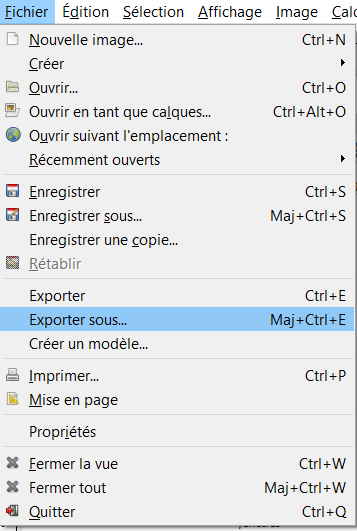 Fichier Édition Sélection Affichage Image
Nouvelle image... Ctrl+N
Créer
Ouvrir... Ctrl+O
Ouvrir en tant que calques... Ctrl+Alt+O
Ouvrir suivant l'emplacement :
Récemment ouverts
Enregistrer Ctrl+S
Enregistrer sous... Maj+Ctrl+S
Enregistrer une copie...
Rétablir
Exporter Ctrl+E
Exporter sous... Maj+Ctrl+E
Créer un modèle...
Imprimer... Ctrl+P
Mise en page
Propriétés
Fermer la vue Ctrl+W
Fermer tout Maj+Ctrl+W
Quitter Ctrl+Q